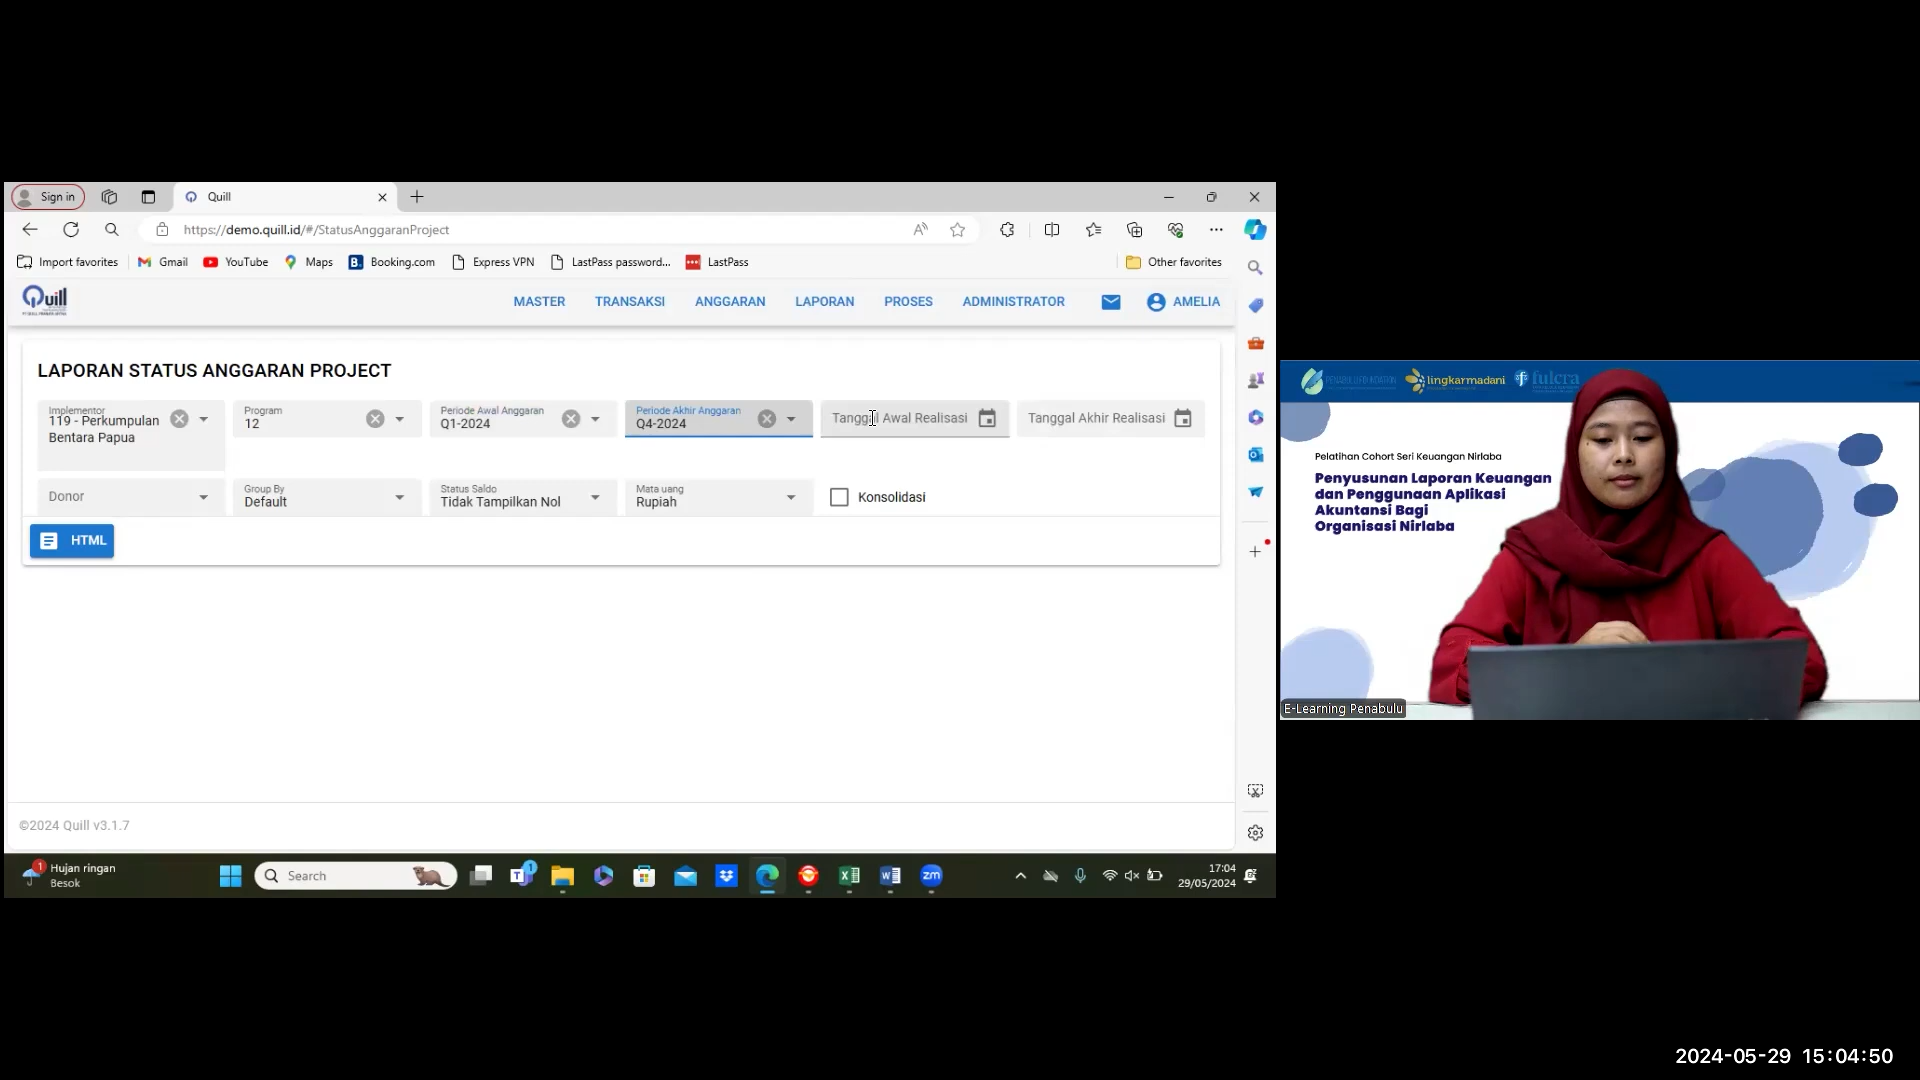 Sign in
Quill
https://demo.quill.id/#/StatusAnggaranProject
Import favorites
Gmail
YouTube
Maps
Booking.com
Express VPN
LastPass password...
LastPass
Other favorites
Quill
MASTER
TRANSAKSI
ANGGARAN
LAPORAN
PROSES
ADMINISTRATOR
AMELIA
LAPORAN STATUS ANGGARAN PROJECT
Implementor
119 - Perkumpulan
Bentara Papua
Program
12
Periode Awal Anggaran
Q1-2024
Periode Akhir Anggaran
Q4-2024
Tanggal Awal Realisasi
Tanggal Akhir Realisasi
Donor
Group By
Default
Status Saldo
Tidak Tampilkan Nol
Mata uang
Rupiah
Konsolidasi
HTML
©2024 Quill v3.1.7
1
Hujan ringan
Besok
Search
1
17:04
29/05/2024
PENABULU FOUNDATION
lingkarmadani
fulcra
Pelatihan Cohort Seri Keuangan Nirlaba
Penyusunan Laporan Keuangan
dan Penggunaan Aplikasi
Akuntansi Bagi
Organisasi Nirlaba
E-Learning Penabulu
2024-05-29 15:04:50